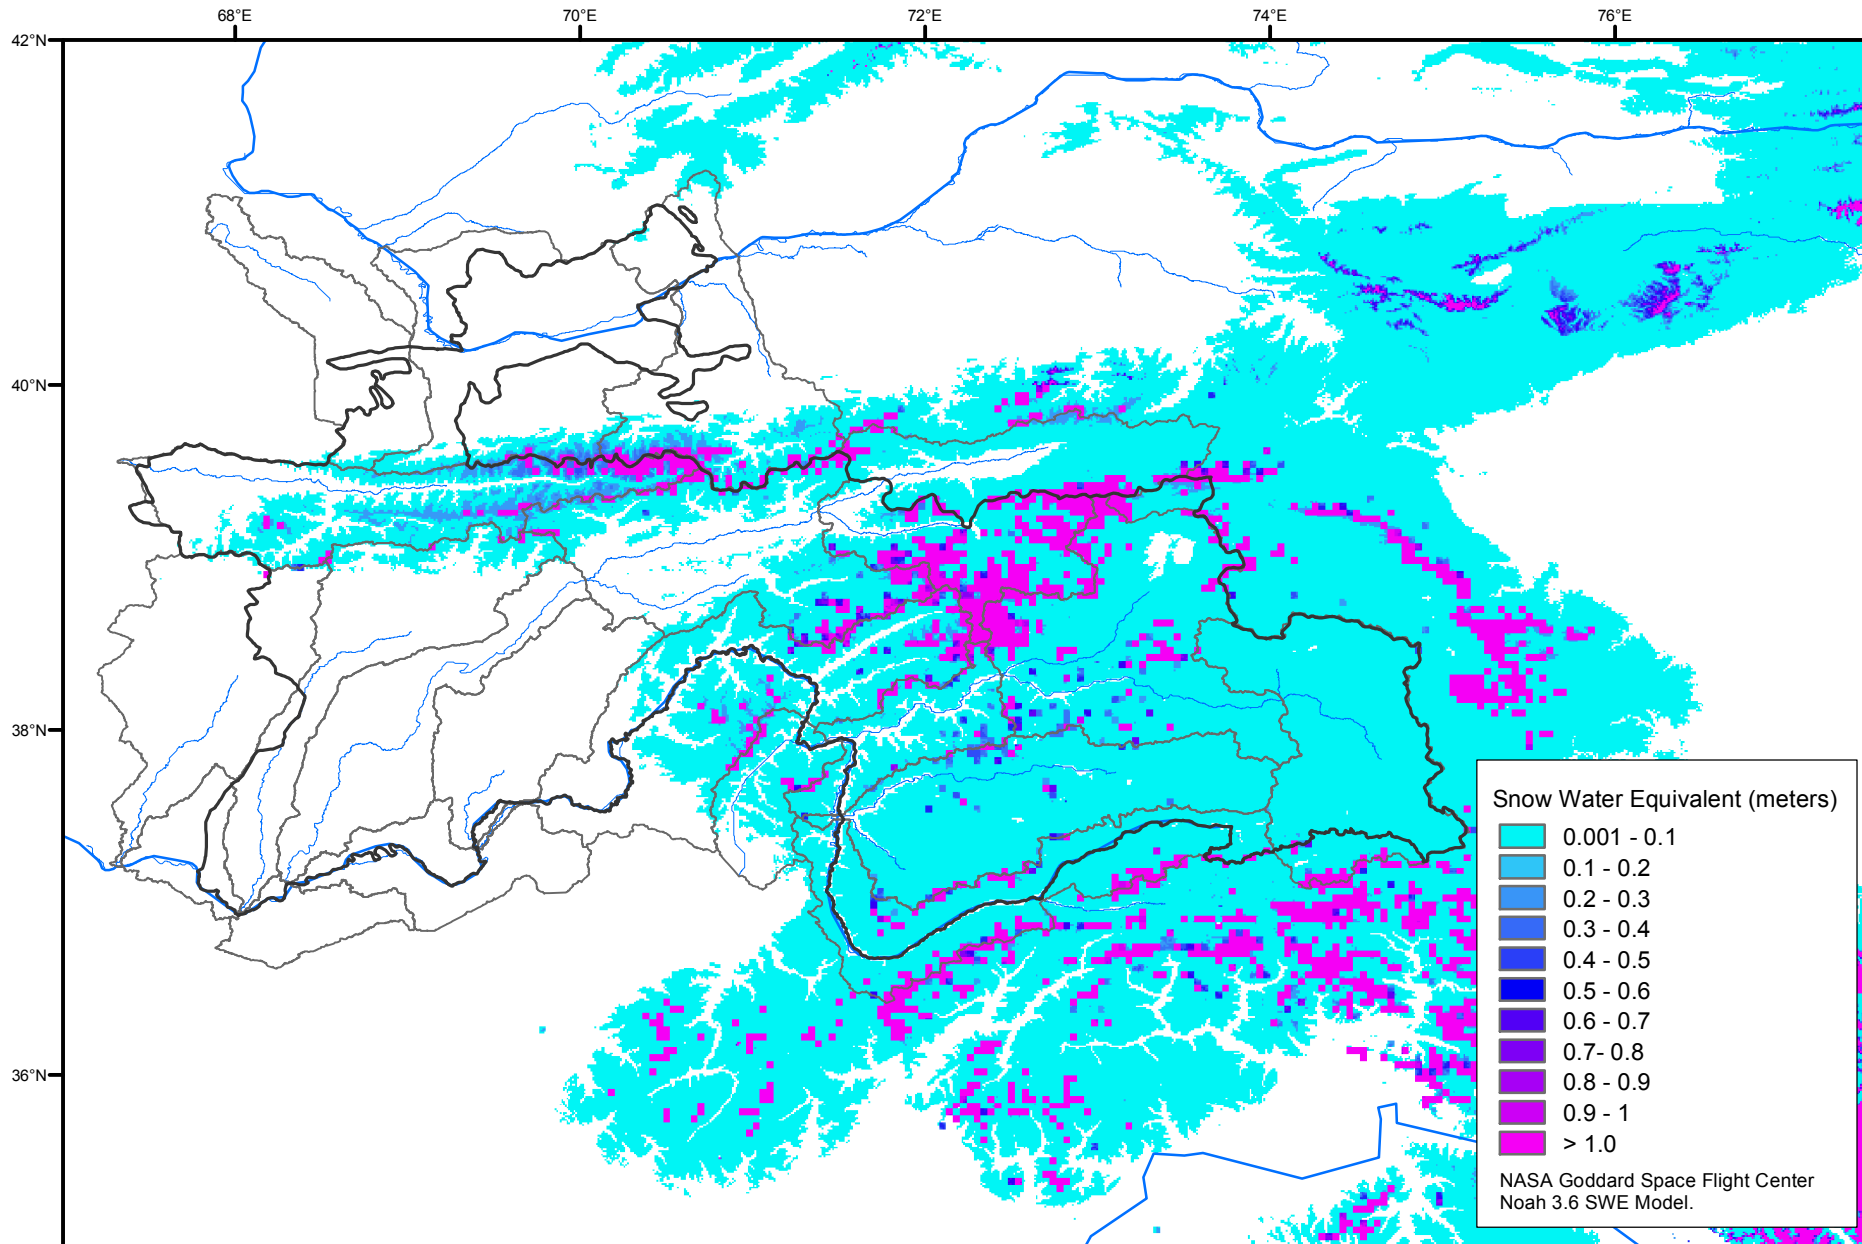 68°E
70°E
72°E
74°E
76°E
42°N
40°N
38°N
36°N
Snow Water Equivalent (meters)
0.001 - 0.1
0.1 - 0.2
0.2 - 0.3
0.3 - 0.4
0.4 - 0.5
0.5 - 0.6
0.6 - 0.7
0.7- 0.8
0.8 - 0.9
0.9 - 1
> 1.0
NASA Goddard Space Flight Center
Noah 3.6 SWE Model.